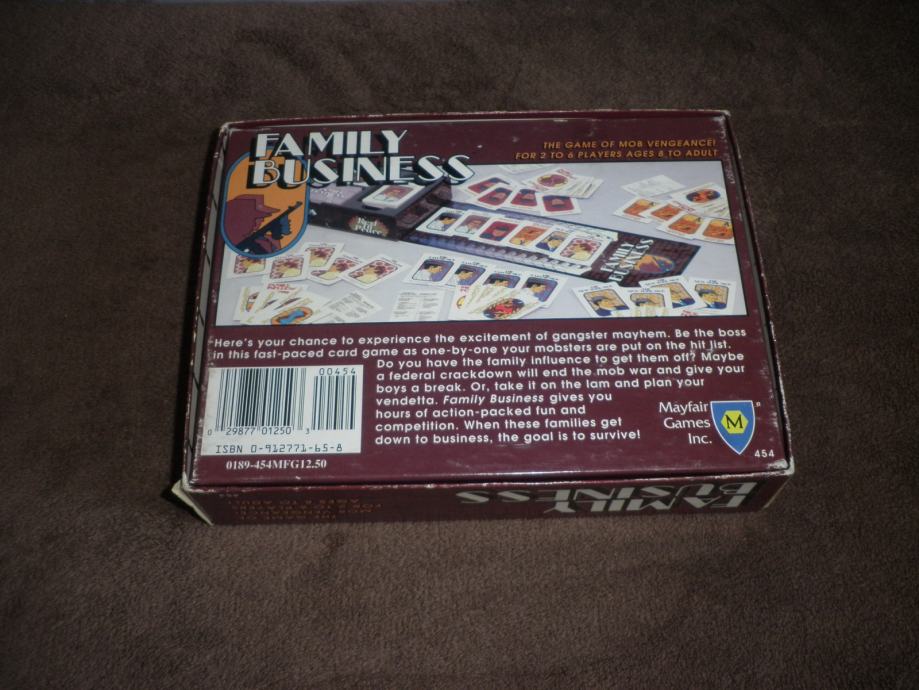 FAMILY
BUSINESS
THE GAME OF MOB VENGEANCE!
FOR 2 TO 6 PLAYERS AGES 8 TO ADULT
FAMILY
BUSINESS
Here's your chance to experience the excitement of gangster mayhem. Be the boss
in this fast-paced card game as one-by-one your mobsters are put on the hit list.
Do you have the family influence to get them off? Maybe
a federal crackdown will end the mob war and give your
boys a break. Or, take it on the lam and plan your
vendetta. Family Business gives you
hours of action-packed fun and
competition. When these families get
down to business, the goal is to survive!
00454
0 29877 01250 3
ISBN 0-912771-65-8
0189-454MFG12.50
Mayfair
Games
Inc.
M
454
FAMILY
BUSINESS